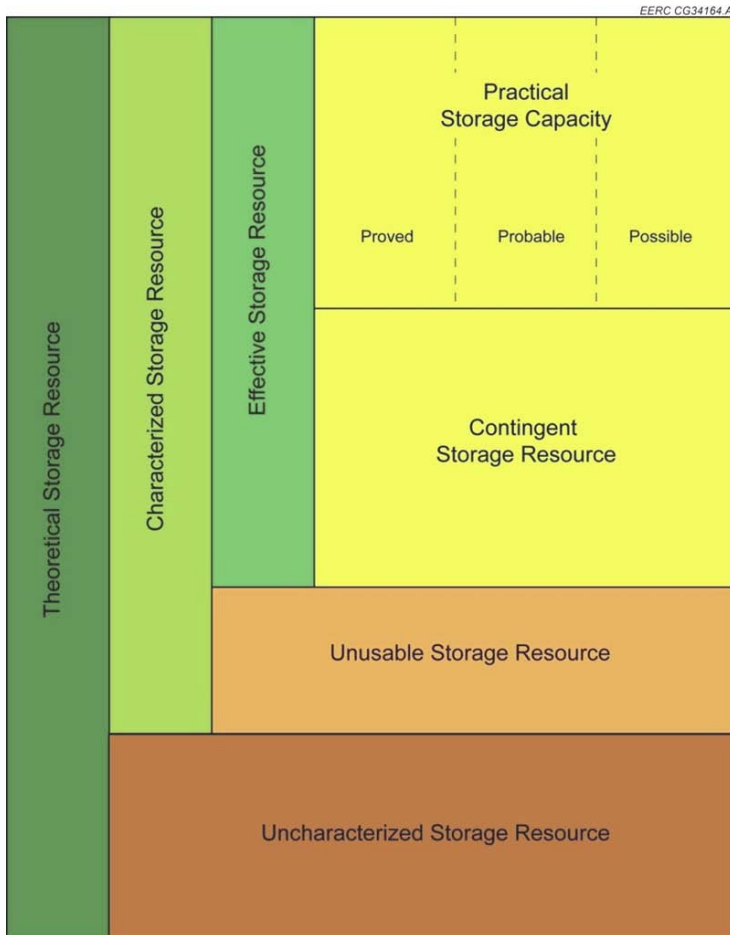 EERC CG34164.A
Theoretical Storage Resource
Characterized Storage Resource
Effective Storage Resource
Practical
Storage Capacity
Proved
Probable
Possible
Contingent
Storage Resource
Unusable Storage Resource
Uncharacterized Storage Resource